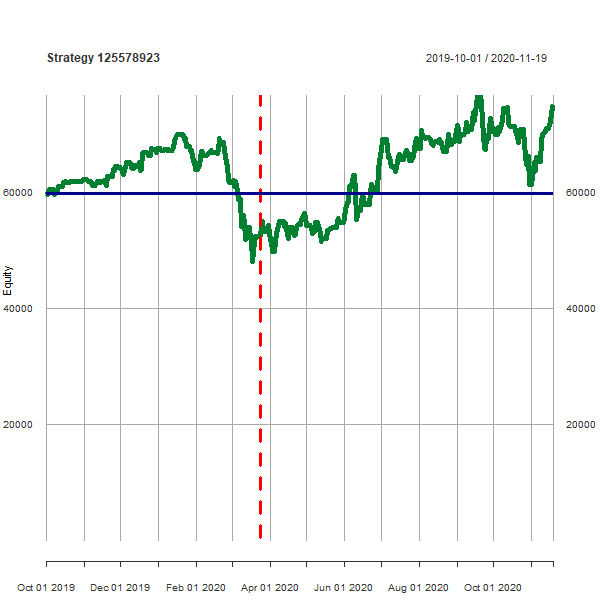 Strategy 125578923
2019-10-01 / 2020-11-19
60000
60000
Equity
40000
40000
20000
20000
Oct 01 2019
Dec 01 2019
Feb 01 2020
Apr 01 2020
Jun 01 2020
Aug 01 2020
Oct 01 2020